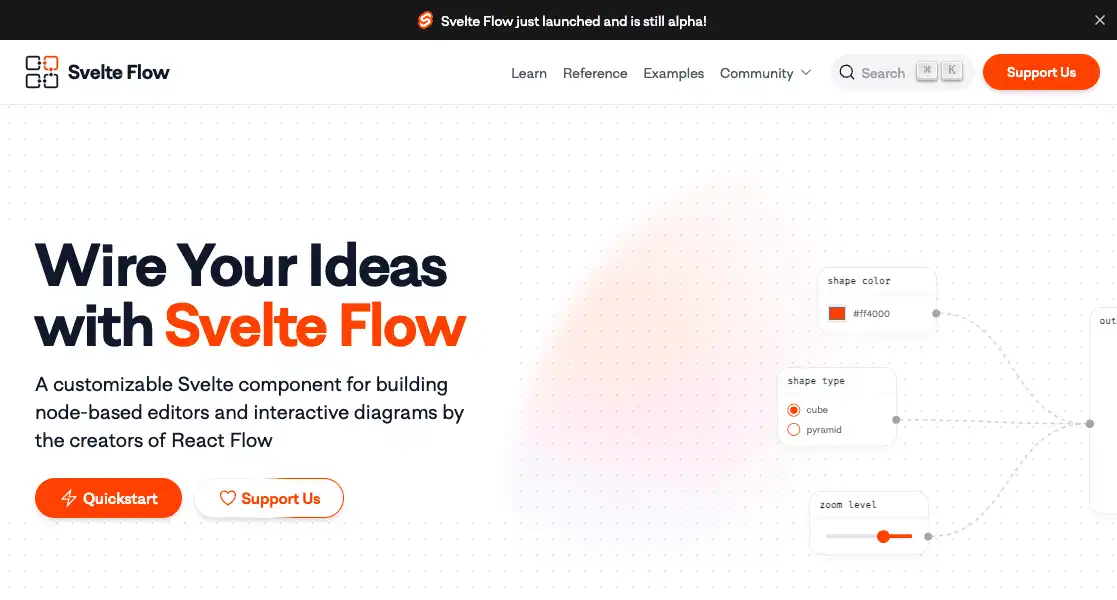 Svelte Flow just launched and is still alpha!
Svelte Flow
Learn
Reference
Examples
Community
Search
⌘
K
Support Us
Wire Your Ideas
with Svelte Flow
A customizable Svelte component for building
node-based editors and interactive diagrams by
the creators of React Flow
Quickstart
Support Us
shape color
#ff4000
shape type
cube
pyramid
zoom level
out